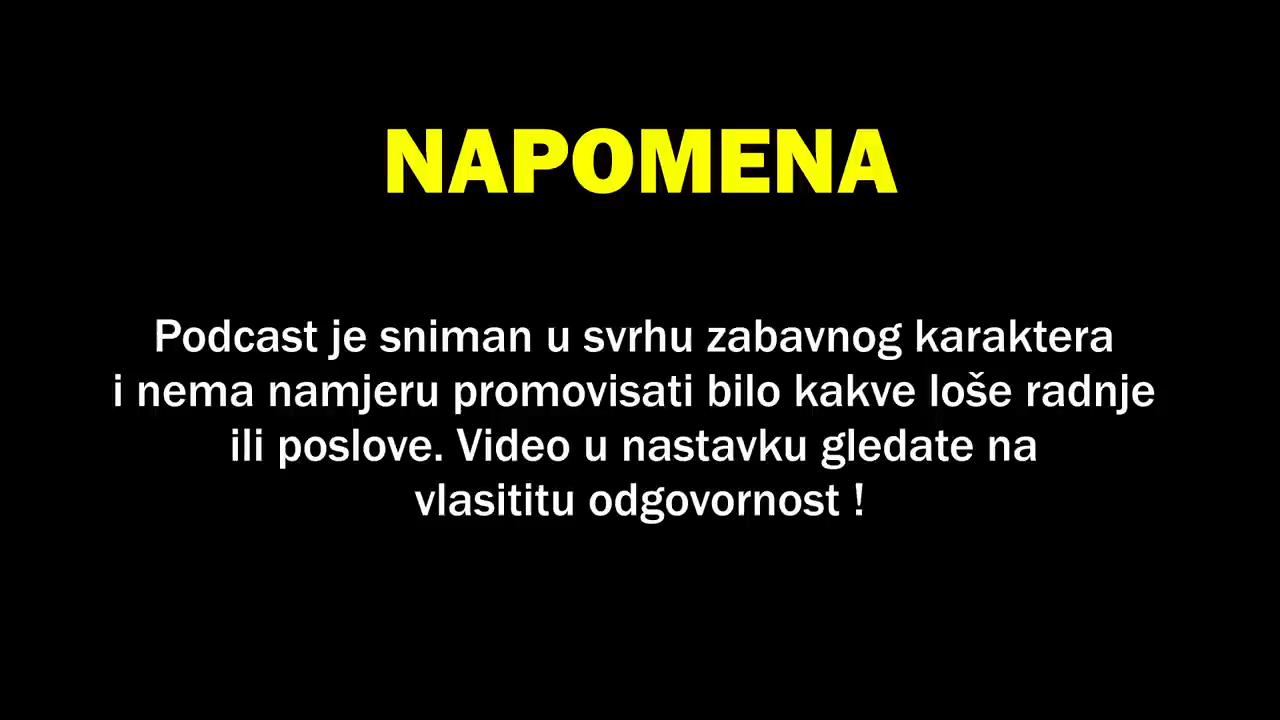 NAPOMENA
Podcast je sniman u svrhu zabavnog karaktera
i nema namjeru promovisati bilo kakve loše radnje
ili poslove. Video u nastavku gledate na
vlasititu odgovornost !